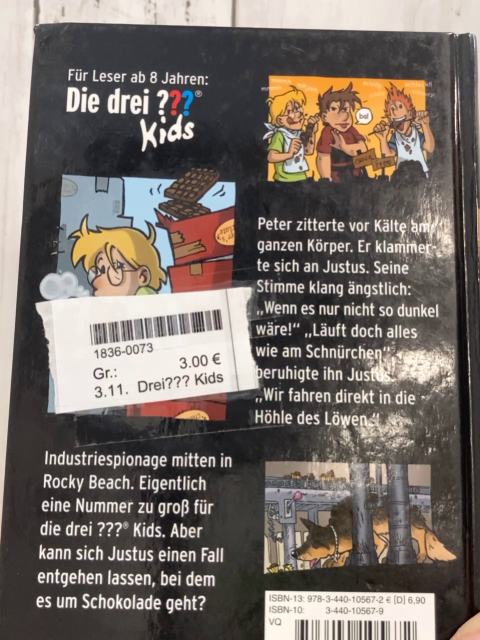 Für Leser ab 8 Jahren:
Die drei ???®
Kids
ba!
Peter zitterte vor Kälte am
ganzen Körper. Er klammer-
te sich an Justus. Seine
Stimme klang ängstlich:
„Wenn es nur nicht so dunkel
wäre!" „Läuft doch alles
wie am Schnürchen"
beruhigte ihn Justus
„Wir fahren direkt in die
Höhle des Löwen."
1836-0073
Gr.: 3.00 €
3.11. Drei??? Kids
Industriespionage mitten in
Rocky Beach. Eigentlich
eine Nummer zu groß für
die drei ???® Kids. Aber
kann sich Justus einen Fall
entgehen lassen, bei dem
es um Schokolade geht?
ISBN-13: 978-3-440-10567-2 € [D] 6,90
ISBN-10: 3-440-10567-9
VQ